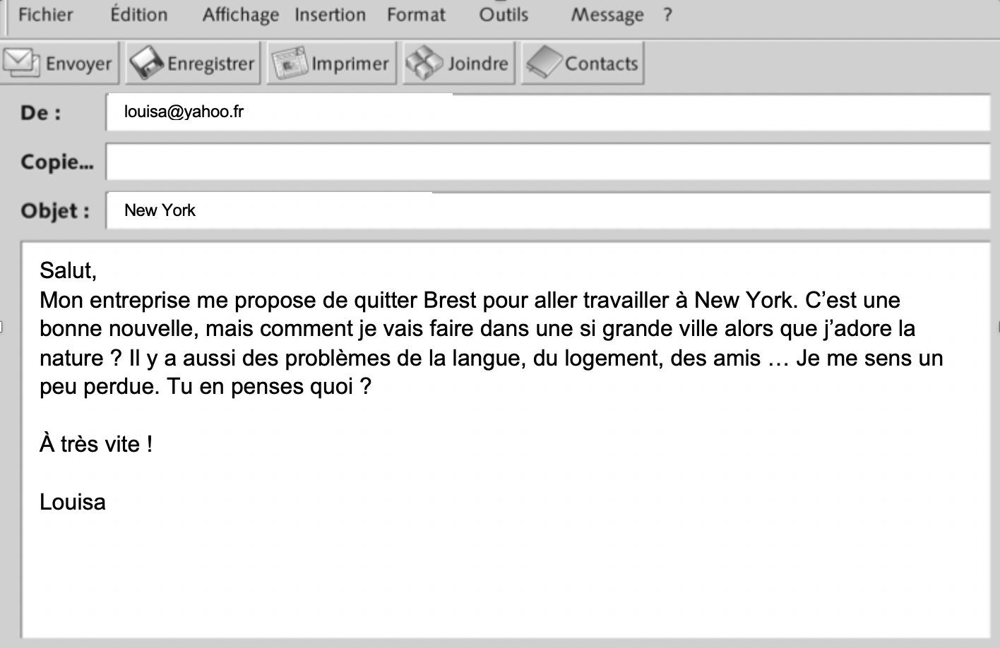 Fichier Édition Affichage Insertion Format Outils Message ?
Envoyer Enregistrer Imprimer Joindre Contacts
De : louisa@yahoo.fr
Copie...
Objet : New York
Salut,
Mon entreprise me propose de quitter Brest pour aller travailler à New York. C’est une
bonne nouvelle, mais comment je vais faire dans une si grande ville alors que j’adore la
nature ? Il y a aussi des problèmes de la langue, du logement, des amis … Je me sens un
peu perdue. Tu en penses quoi ?
À très vite !
Louisa